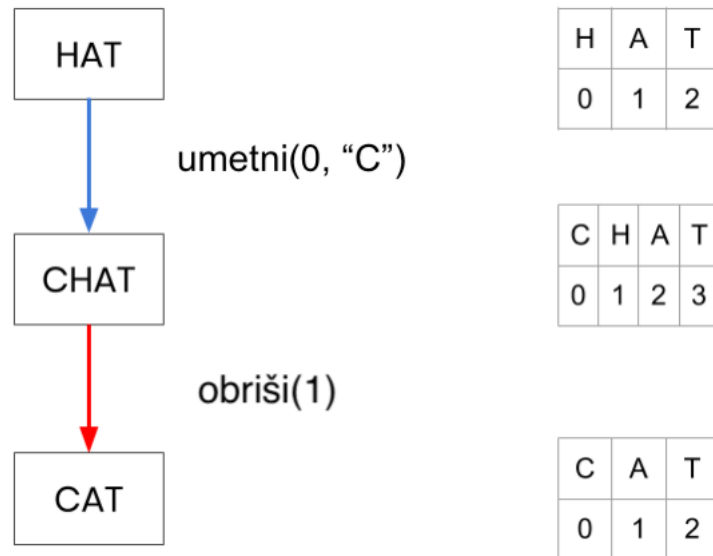 HAT
H A T
0 1 2
umetni(0, “C”)
CHAT
C H A T
0 1 2 3
obriši(1)
CAT
C A T
0 1 2